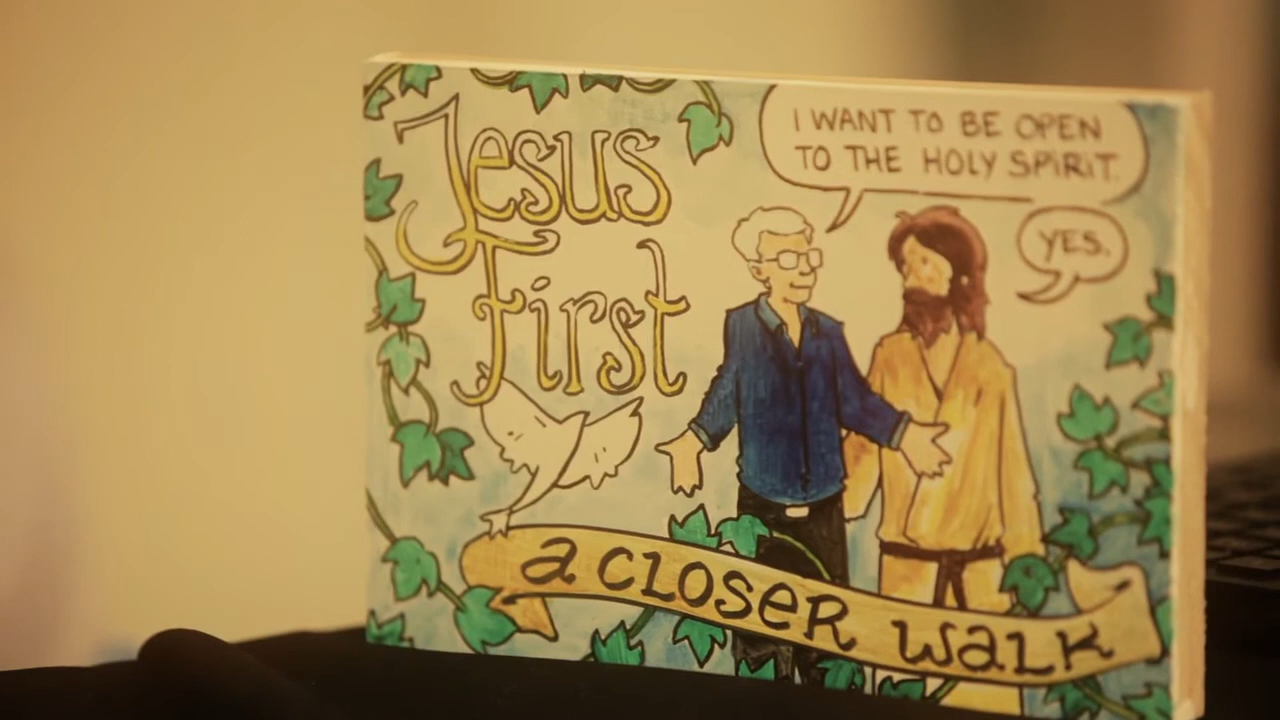 Jesus
First
I WANT TO BE OPEN
TO THE HOLY SPIRIT.
YES.
a CLOSER WALK